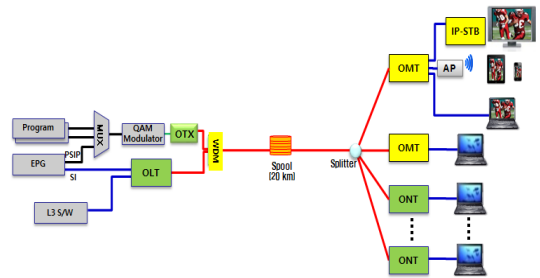 IP-STB
OMT
AP
Program
MUX
QAM
Modulator
OTX
WDM
PSIP
EPG
SI
OLT
L3 S/W
Spool
(20 km)
Splitter
OMT
ONT
ONT